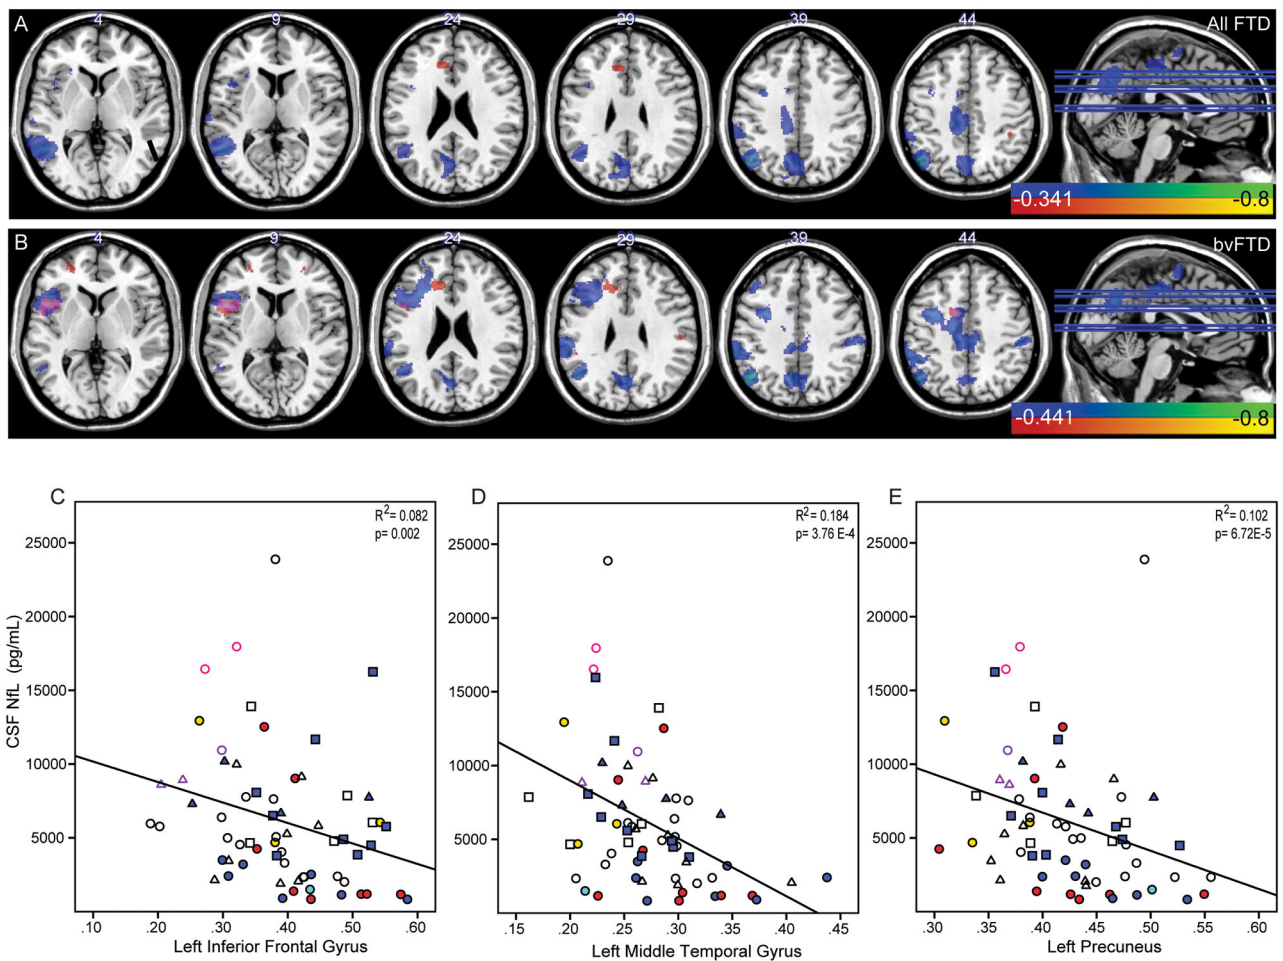 A 4 9 24 29 39 44 All FTD
-0.341 -0.8
B 4 9 24 29 39 44 bvFTD
-0.441 -0.8
C
R2= 0.082
p= 0.002
25000
20000
15000
10000
5000
CSF NfL (pg/mL)
.10 .20 .30 .40 .50 .60
Left Inferior Frontal Gyrus
D
R2= 0.184
p= 3.76 E-4
25000
20000
15000
10000
5000
.15 .20 .25 .30 .35 .40 .45
Left Middle Temporal Gyrus
E
R2= 0.102
p= 6.72E-5
25000
20000
15000
10000
5000
.30 .35 .40 .45 .50 .55 .60
Left Precuneus